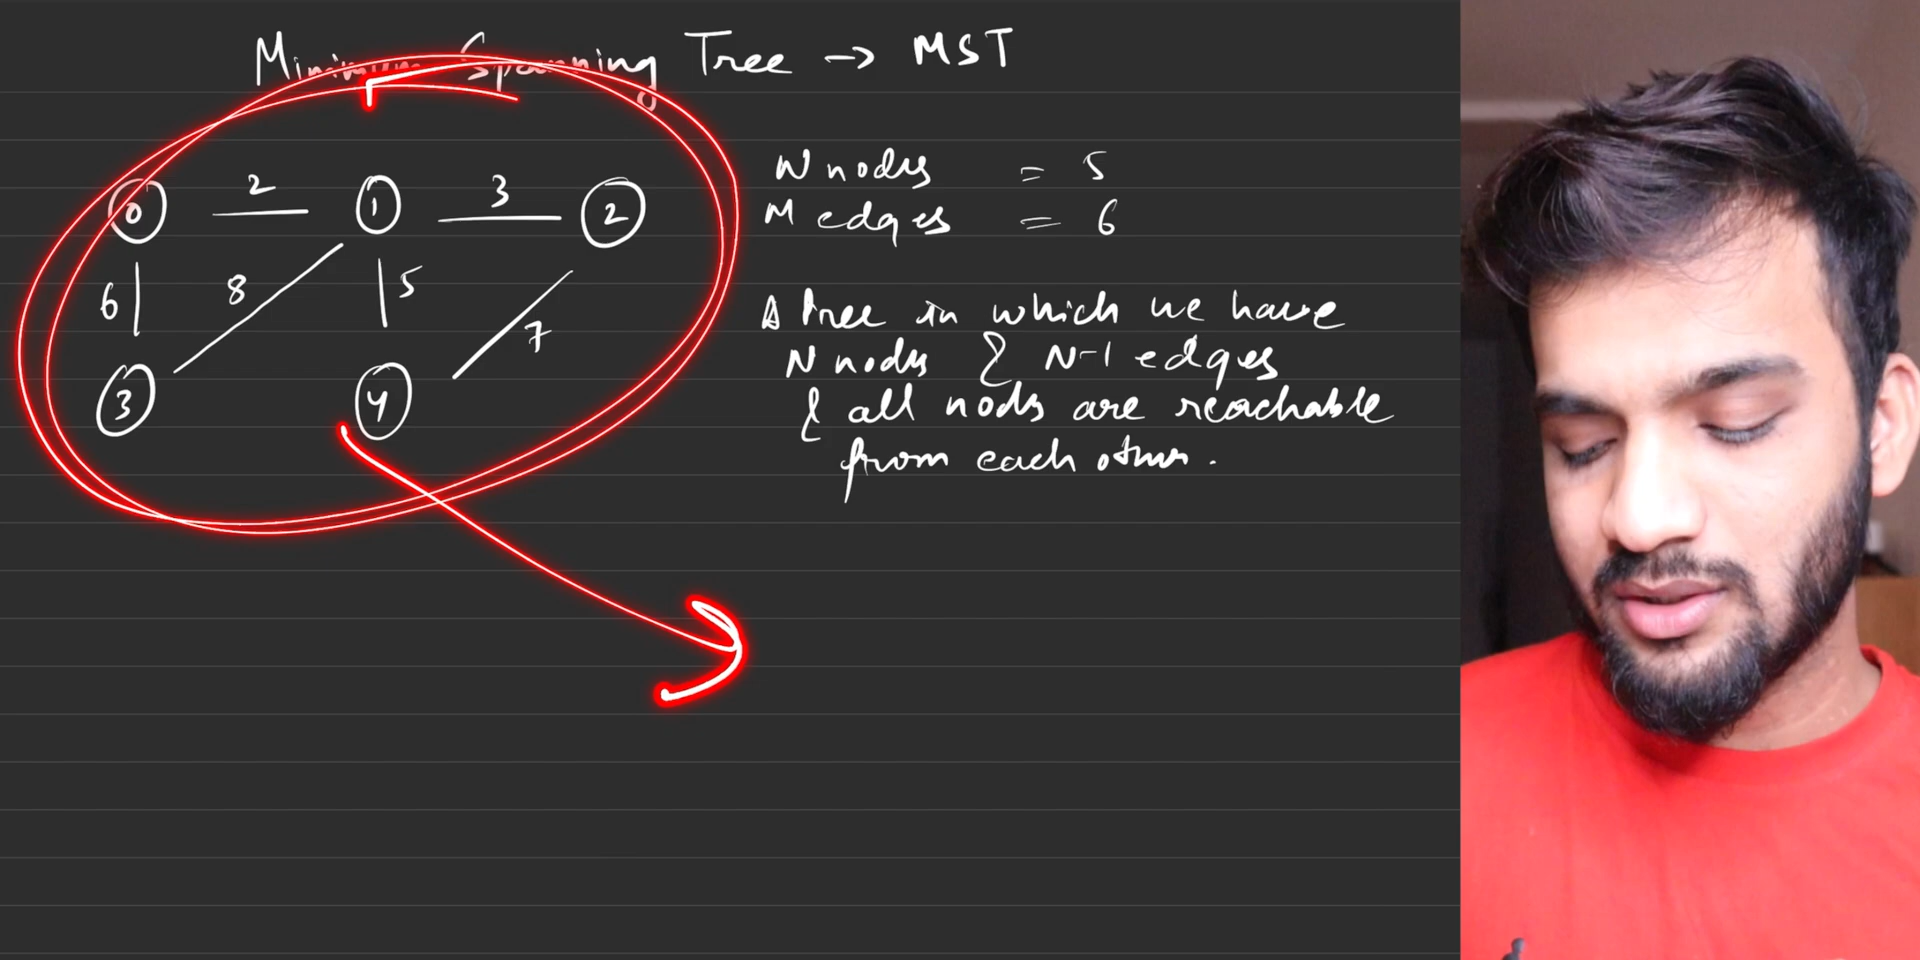 Minimum Spanning Tree -> MST
0 2 1 3 2
6 8 5 7
3 4
N nodes = 5
M edges = 6
A tree in which we have
N nodes & N-1 edges
& all nodes are reachable
from each other.